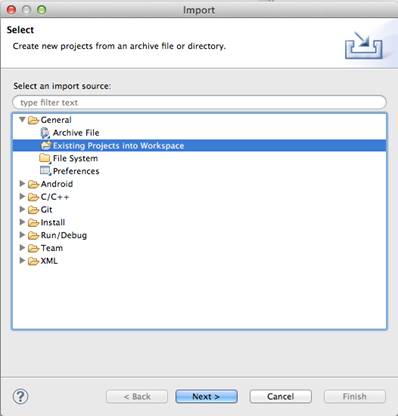 Import
Select
Create new projects from an archive file or directory.
Select an import source:
type filter text
General
Archive File
Existing Projects into Workspace
File System
Preferences
Android
C/C++
Git
Install
Run/Debug
Team
XML
?
< Back
Next >
Cancel
Finish